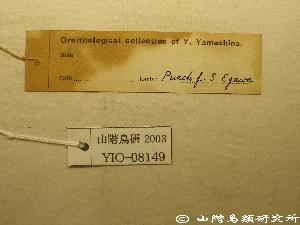 Ornithological collection of Y. Yamashina.
Date
Coll: Rmrk: Purch f. S. Egawa
山階鳥研 2003
YIO-08149
© 山階鳥類研究所